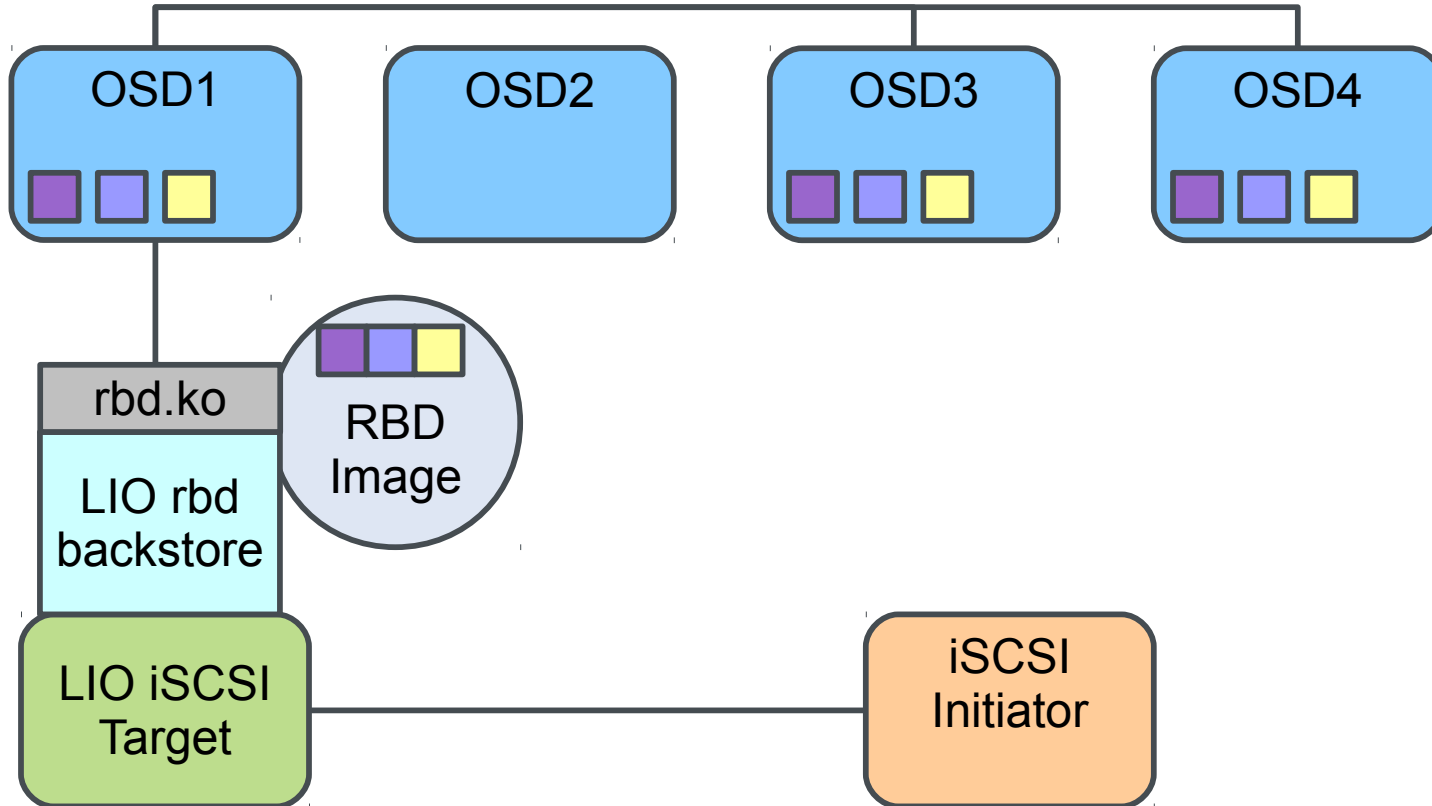 OSD1
OSD2
OSD3
OSD4
rbd.ko
RBD
Image
LIO rbd
backstore
LIO iSCSI
Target
iSCSI
Initiator